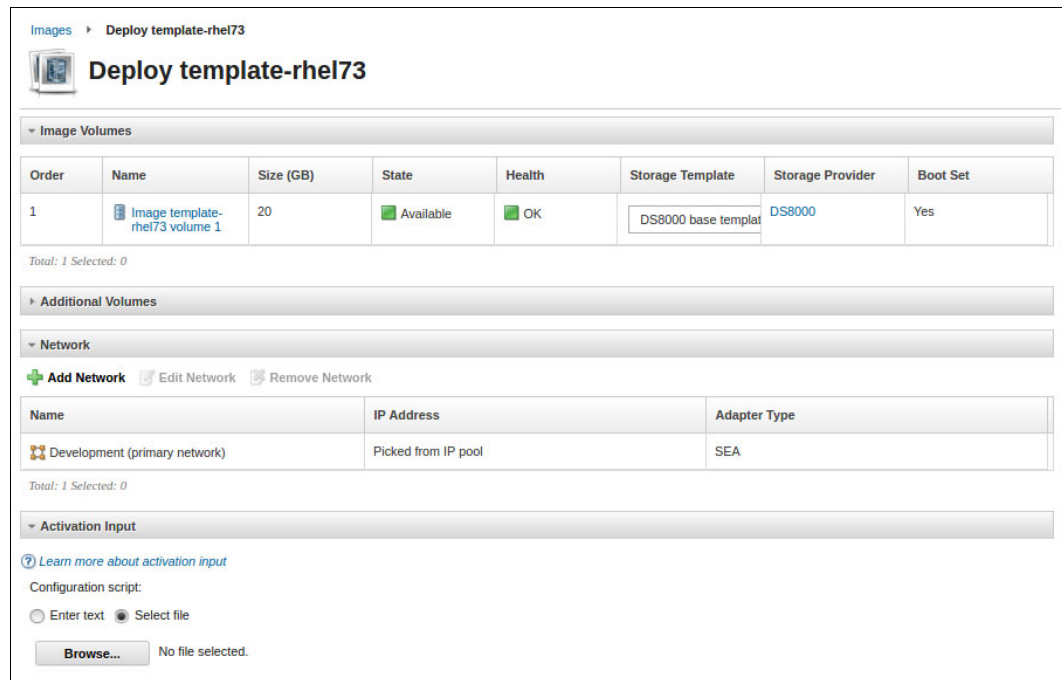 Images Deploy template-rhel73
Deploy template-rhel73
Image Volumes
Order Name Size (GB) State Health Storage Template Storage Provider Boot Set
1 Image template- 20 Available OK DS8000 base templat DS8000 Yes
rhel73 volume 1
Total: 1 Selected: 0
Additional Volumes
Network
Add Network Edit Network Remove Network
Name IP Address Adapter Type
Development (primary network) Picked from IP pool SEA
Total: 1 Selected: 0
Activation Input
? Learn more about activation input
Configuration script:
Enter text Select file
Browse... No file selected.